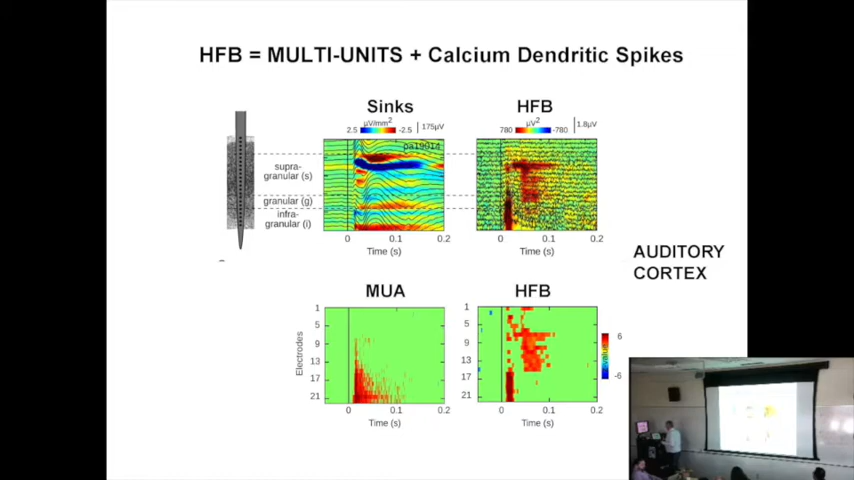 HFB = MULTI-UNITS + Calcium Dendritic Spikes
Sinks
HFB
µV/mm²
2.5
-2.5
175µV
µV²
780
-780
1.8µV
pa19014
supra-
granular (s)
granular (g)
infra-
granular (i)
0
0.1
0.2
Time (s)
0
0.1
0.2
Time (s)
AUDITORY
CORTEX
MUA
HFB
Electrodes
1
5
9
13
17
21
0
0.1
0.2
Time (s)
1
5
9
13
17
21
0
0.1
0.2
Time (s)
6
-6